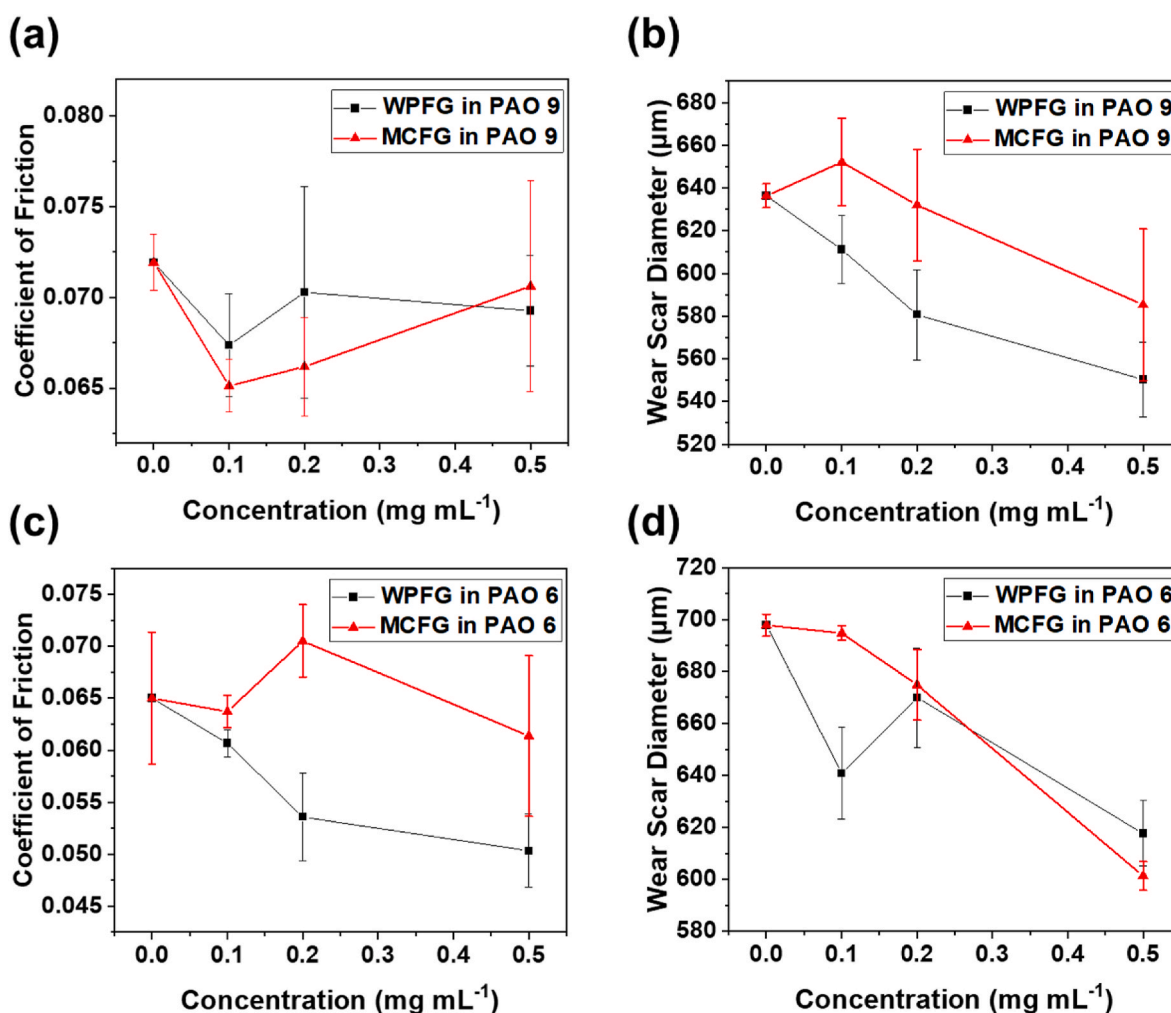 (a)
0.080
0.075
0.070
0.065
Coefficient of Friction
WPFG in PAO 9
MCFG in PAO 9
0.0 0.1 0.2 0.3 0.4 0.5
Concentration (mg mL⁻¹)
(b)
680
660
640
620
600
580
560
540
520
Wear Scar Diameter (µm)
WPFG in PAO 9
MCFG in PAO 9
0.0 0.1 0.2 0.3 0.4 0.5
Concentration (mg mL⁻¹)
(c)
0.075
0.070
0.065
0.060
0.055
0.050
0.045
Coefficient of Friction
WPFG in PAO 6
MCFG in PAO 6
0.0 0.1 0.2 0.3 0.4 0.5
Concentration (mg mL⁻¹)
(d)
720
700
680
660
640
620
600
580
Wear Scar Diameter (µm)
WPFG in PAO 6
MCFG in PAO 6
0.0 0.1 0.2 0.3 0.4 0.5
Concentration (mg mL⁻¹)